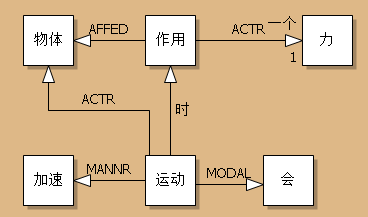 物体
AFFED
作用
ACTR
一个
1
力
ACTR
时
加速
MANNR
运动
MODAL
会